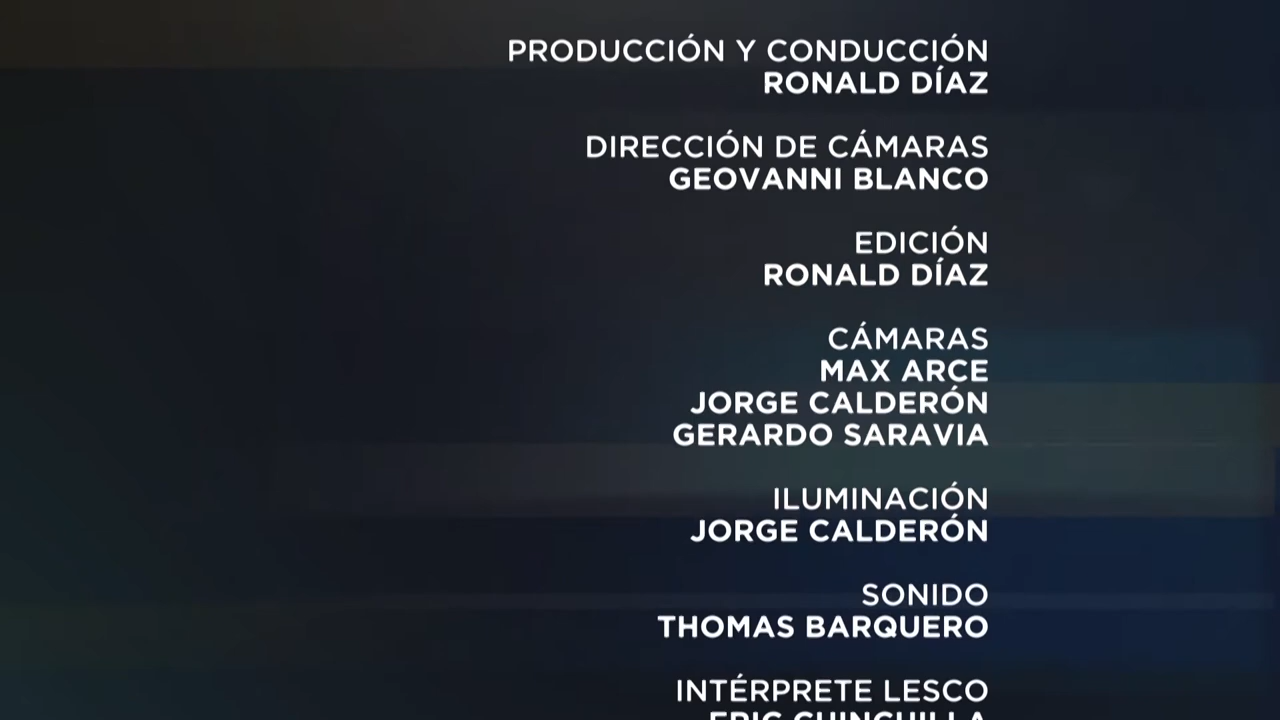 PRODUCCIÓN Y CONDUCCIÓN
RONALD DÍAZ
DIRECCIÓN DE CÁMARAS
GEOVANNI BLANCO
EDICIÓN
RONALD DÍAZ
CÁMARAS
MAX ARCE
JORGE CALDERÓN
GERARDO SARAVIA
ILUMINACIÓN
JORGE CALDERÓN
SONIDO
THOMAS BARQUERO
INTÉRPRETE LESCO